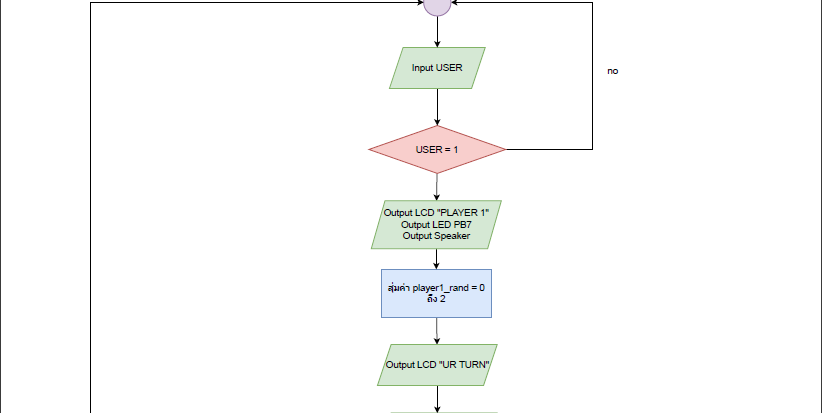 Input USER
no
USER = 1
Output LCD "PLAYER 1"
Output LED PB7
Output Speaker
สุ่มค่า player1_rand = 0
ถึง 2
Output LCD "UR TURN"